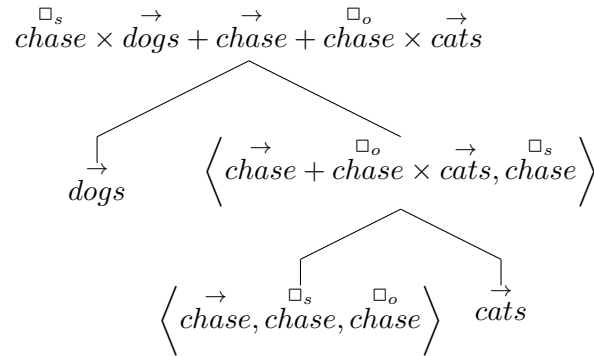 □s → → □o →
chase × dogs + chase + chase × cats
→ □o → □s
⟨chase + chase × cats, chase⟩
→
dogs
→ □s □o
⟨chase, chase, chase⟩
→
cats